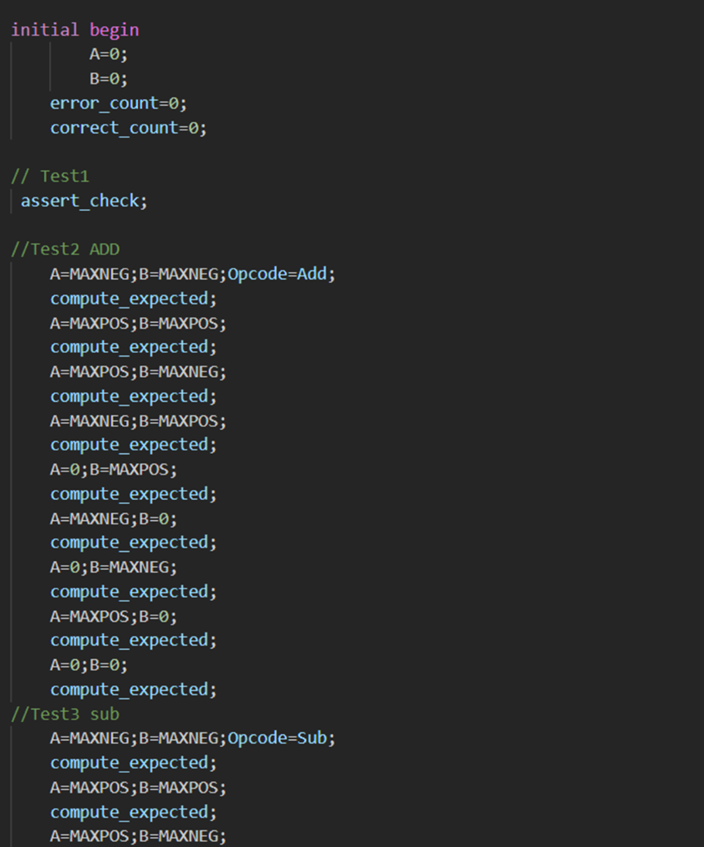 initial begin
A=0;
B=0;
error_count=0;
correct_count=0;
// Test1
assert_check;
//Test2 ADD
A=MAXNEG;B=MAXNEG;Opcode=Add;
compute_expected;
A=MAXPOS;B=MAXPOS;
compute_expected;
A=MAXPOS;B=MAXNEG;
compute_expected;
A=MAXNEG;B=MAXPOS;
compute_expected;
A=0;B=MAXPOS;
compute_expected;
A=MAXNEG;B=0;
compute_expected;
A=0;B=MAXNEG;
compute_expected;
A=MAXPOS;B=0;
compute_expected;
A=0;B=0;
compute_expected;
//Test3 sub
A=MAXNEG;B=MAXNEG;Opcode=Sub;
compute_expected;
A=MAXPOS;B=MAXPOS;
compute_expected;
A=MAXPOS;B=MAXNEG;